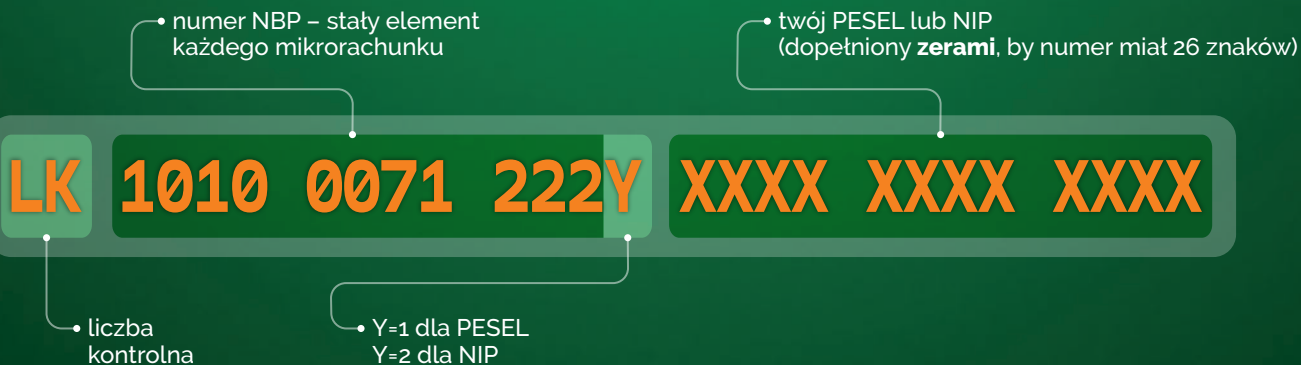 numer NBP – stały element
każdego mikrorachunku
twój PESEL lub NIP
(dopełniony zerami, by numer miał 26 znaków)
LK 1010 0071 222Y XXXX XXXX XXXX
liczba
kontrolna
Y=1 dla PESEL
Y=2 dla NIP